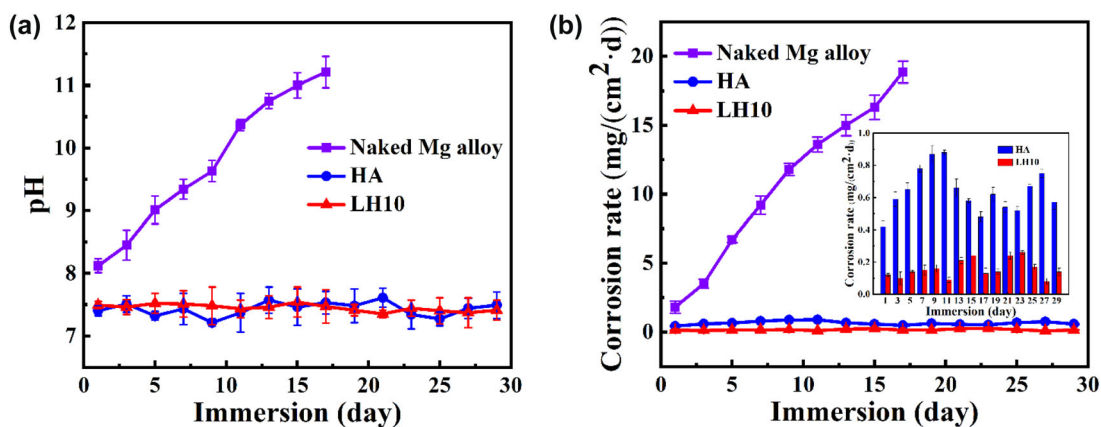 (a)
12
11
10
9
8
7
6
pH
Naked Mg alloy
HA
LH10
0 5 10 15 20 25 30
Immersion (day)
(b)
20
15
10
5
0
Corrosion rate (mg/(cm²·d))
Naked Mg alloy
HA
LH10
0 5 10 15 20 25 30
Immersion (day)
1.0
0.8
0.6
0.4
0.2
0.0
Corrosion rate (mg/(cm²·d)
HA
LH10
1 3 5 7 9 11 13 15 17 19 21 23 25 27 29
Immersion (day)